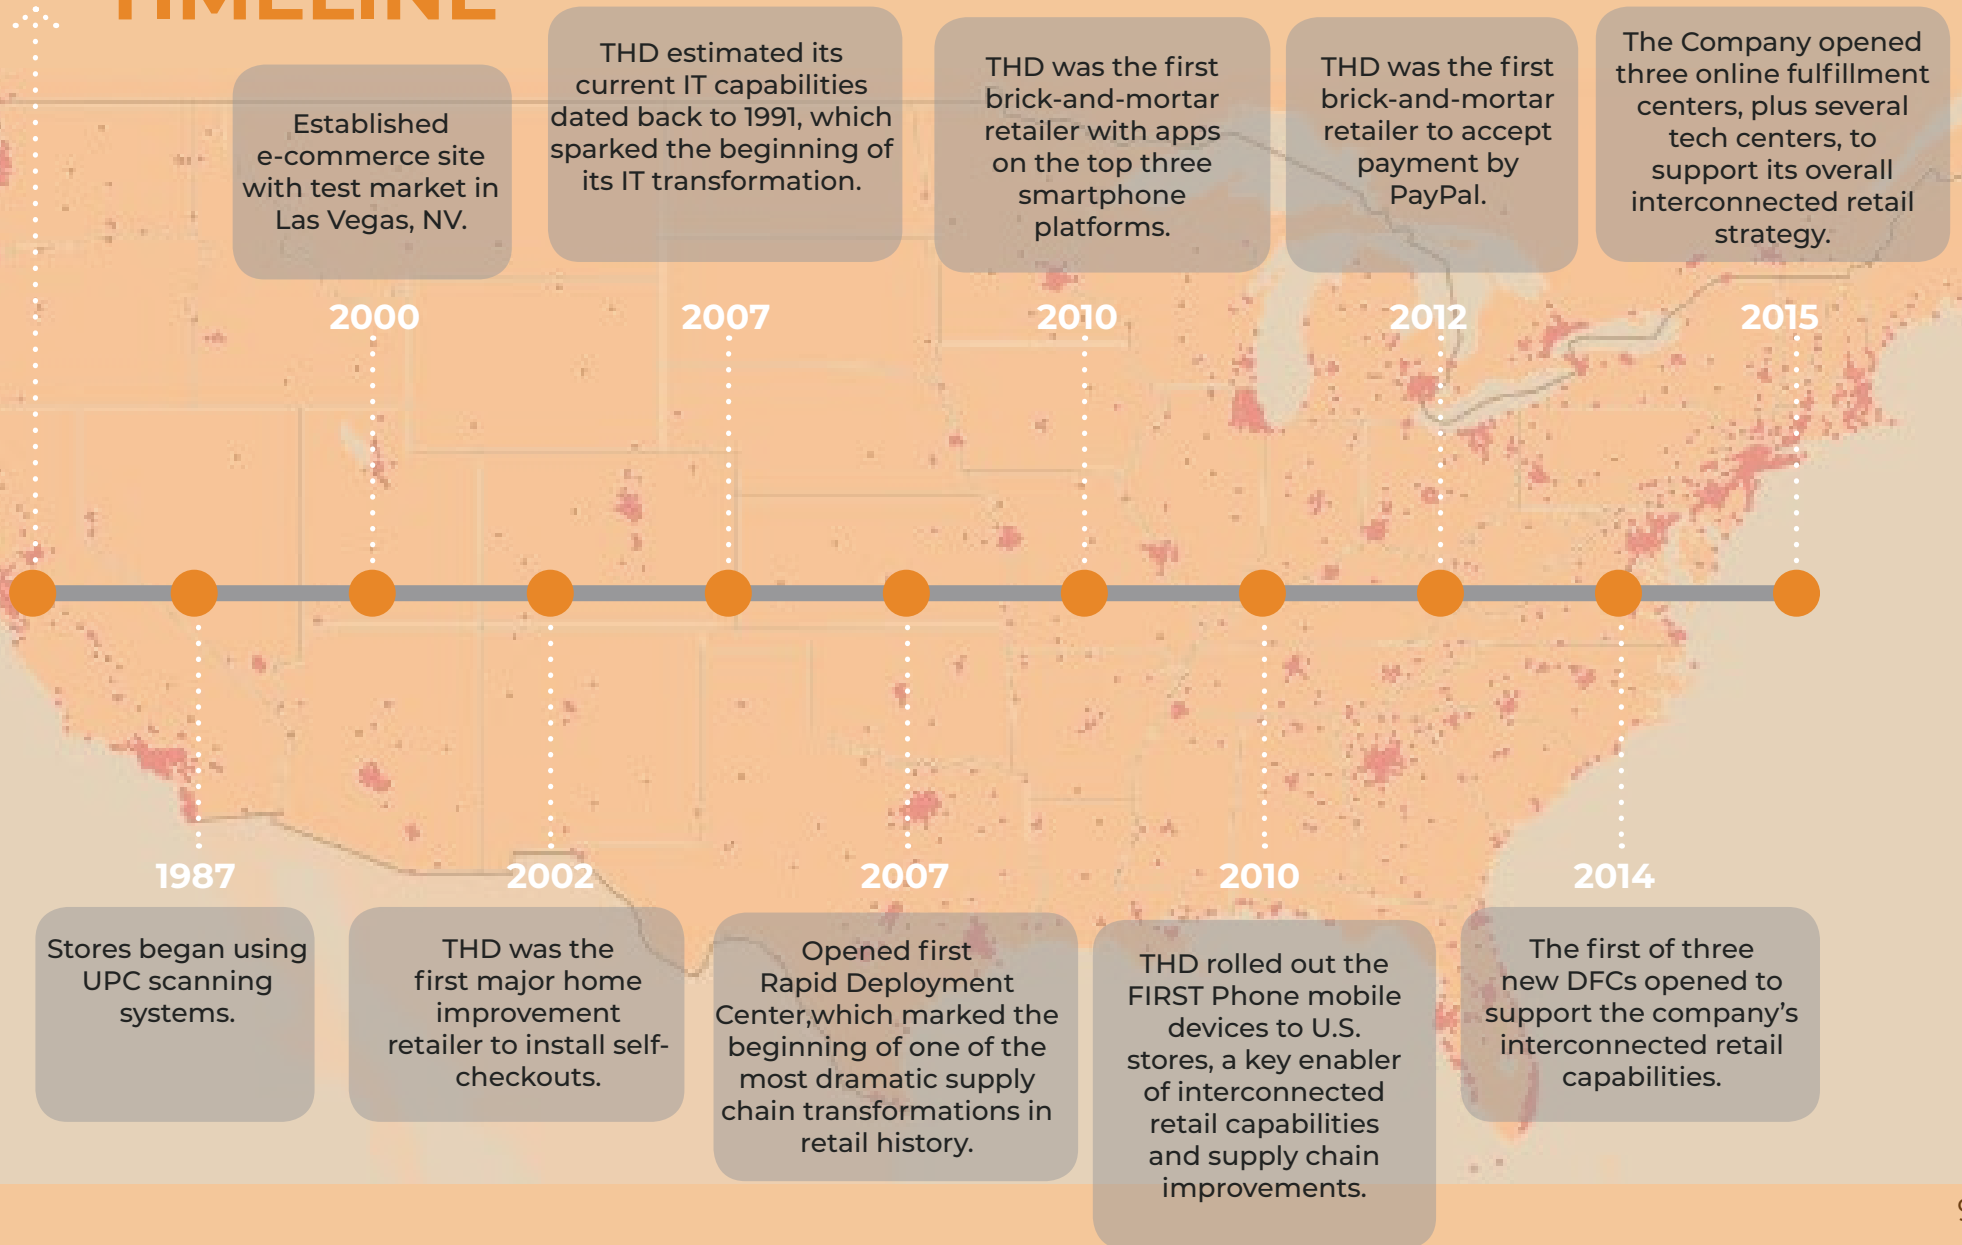 TIMELINE
Established
e-commerce site
with test market in
Las Vegas, NV.
2000
THD estimated its
current IT capabilities
dated back to 1991, which
sparked the beginning of
its IT transformation.
2007
THD was the first
brick-and-mortar
retailer with apps
on the top three
smartphone
platforms.
2010
THD was the first
brick-and-mortar
retailer to accept
payment by
PayPal.
2012
The Company opened
three online fulfillment
centers, plus several
tech centers, to
support its overall
interconnected retail
strategy.
2015
1987
Stores began using
UPC scanning
systems.
2002
THD was the
first major home
improvement
retailer to install self-
checkouts.
2007
Opened first
Rapid Deployment
Center,which marked the
beginning of one of the
most dramatic supply
chain transformations in
retail history.
2010
THD rolled out the
FIRST Phone mobile
devices to U.S.
stores, a key enabler
of interconnected
retail capabilities
and supply chain
improvements.
2014
The first of three
new DFCs opened to
support the company’s
interconnected retail
capabilities.